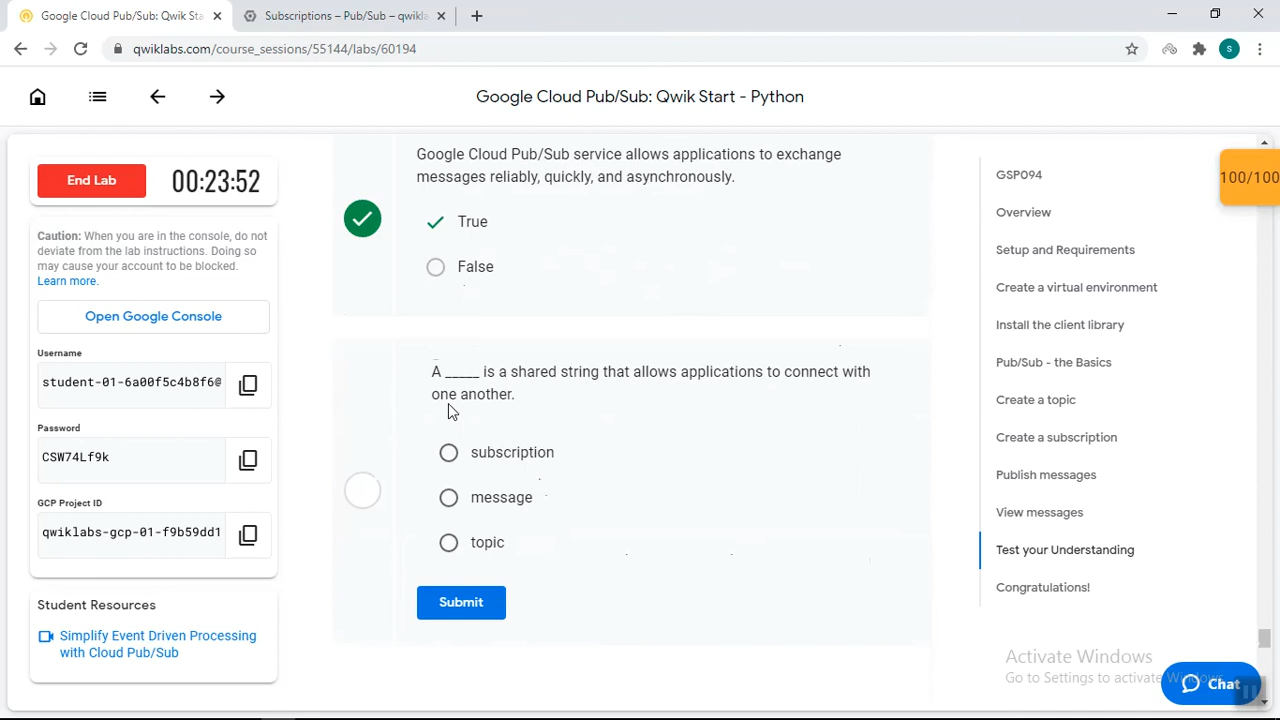 Google Cloud Pub/Sub: Qwik Sta
Subscriptions – Pub/Sub – qwikl
qwiklabs.com/course_sessions/55144/labs/60194
S
Google Cloud Pub/Sub: Qwik Start - Python
End Lab
00:23:52
Caution: When you are in the console, do not
deviate from the lab instructions. Doing so
may cause your account to be blocked.
Learn more.
Open Google Console
Username
student-01-6a00f5c4b8f6@
Password
CSW74Lf9k
GCP Project ID
qwiklabs-gcp-01-f9b59dd1
Student Resources
Simplify Event Driven Processing
with Cloud Pub/Sub
Google Cloud Pub/Sub service allows applications to exchange
messages reliably, quickly, and asynchronously.
True
False
A _____ is a shared string that allows applications to connect with
one another.
subscription
message
topic
Submit
GSP094
Overview
Setup and Requirements
Create a virtual environment
Install the client library
Pub/Sub - the Basics
Create a topic
Create a subscription
Publish messages
View messages
Test your Understanding
Congratulations!
100/100
Activate Windows
Go to Settings to activate Windows.
Chat